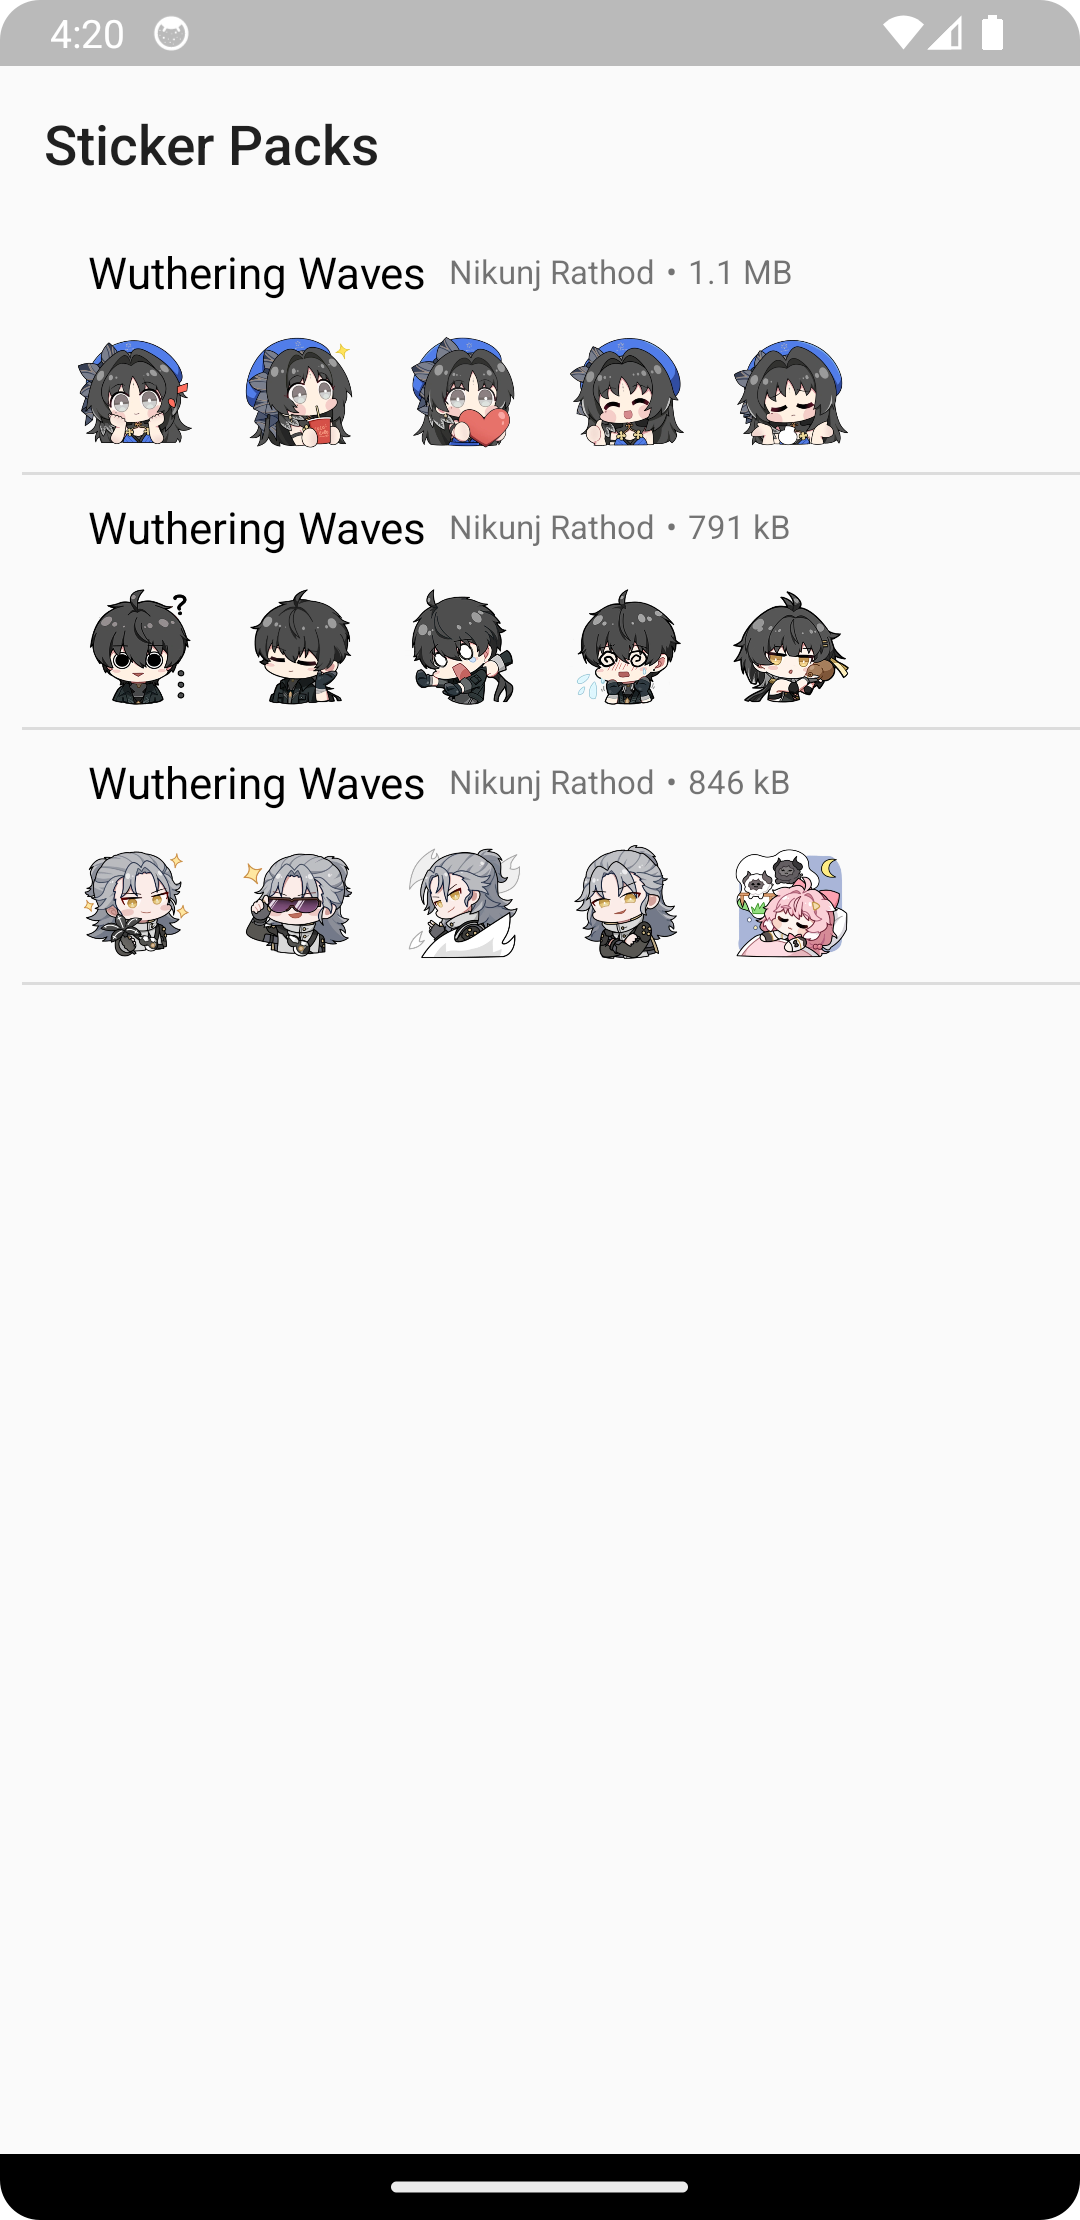 4:20
Sticker Packs
Wuthering Waves Nikunj Rathod • 1.1 MB
Wuthering Waves Nikunj Rathod • 791 kB
?
Wuthering Waves Nikunj Rathod • 846 kB